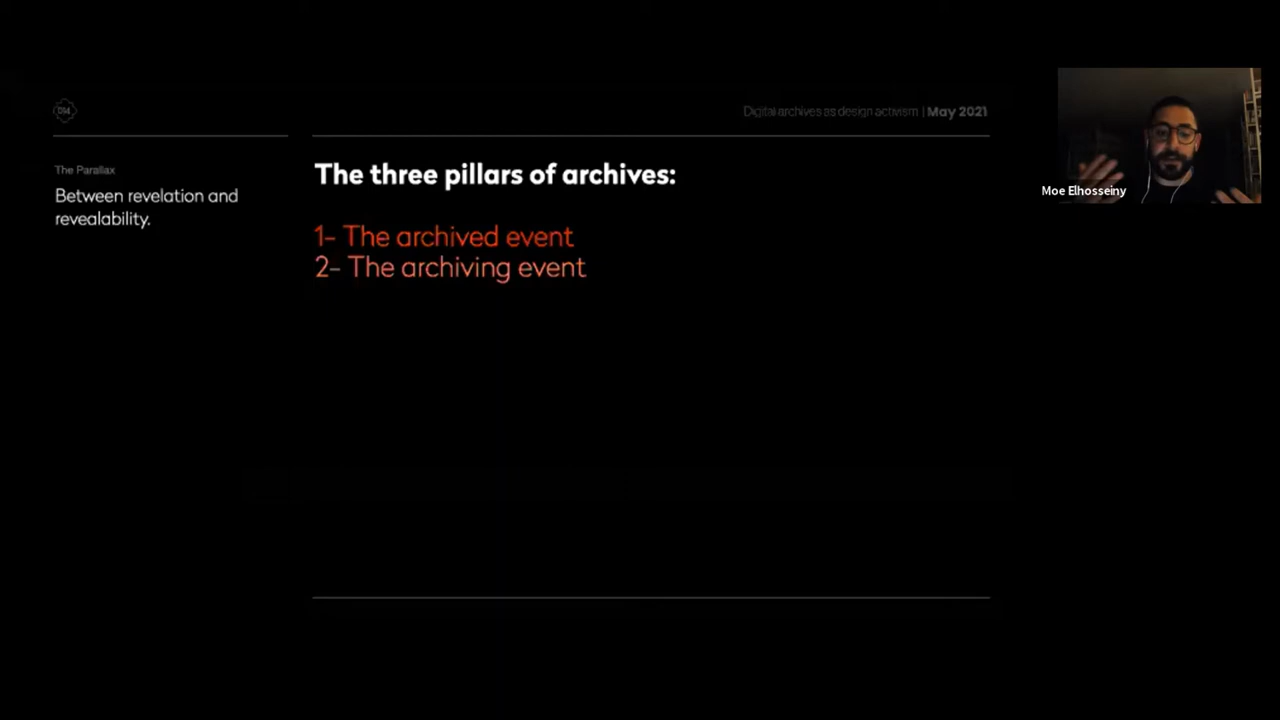 014
Digital archives as design activism | May 2021
The Parallax
Between revelation and
revealability.
The three pillars of archives:
1- The archived event
2- The archiving event
Moe Elhosseiny